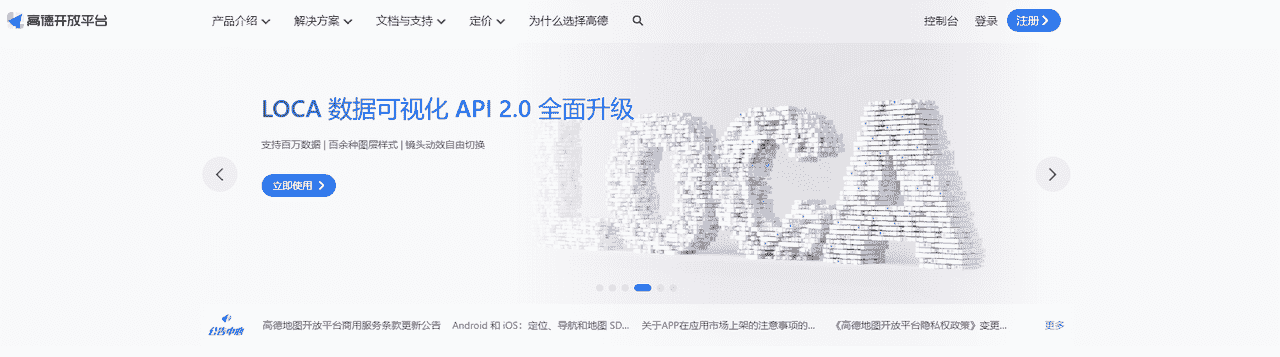 高德开放平台 产品介绍 解决方案 文档与支持 定价 为什么选择高德 控制台 登录 注册
LOCA 数据可视化 API 2.0 全面升级
支持百万数据 | 百余种图层样式 | 镜头动效自由切换
立即使用
LOCA
公告中心 高德地图开放平台商用服务条款更新公告 Android 和 iOS：定位、导航和地图 SD... 关于APP在应用市场上架的注意事项的... 《高德地图开放平台隐私权政策》变更... 更多